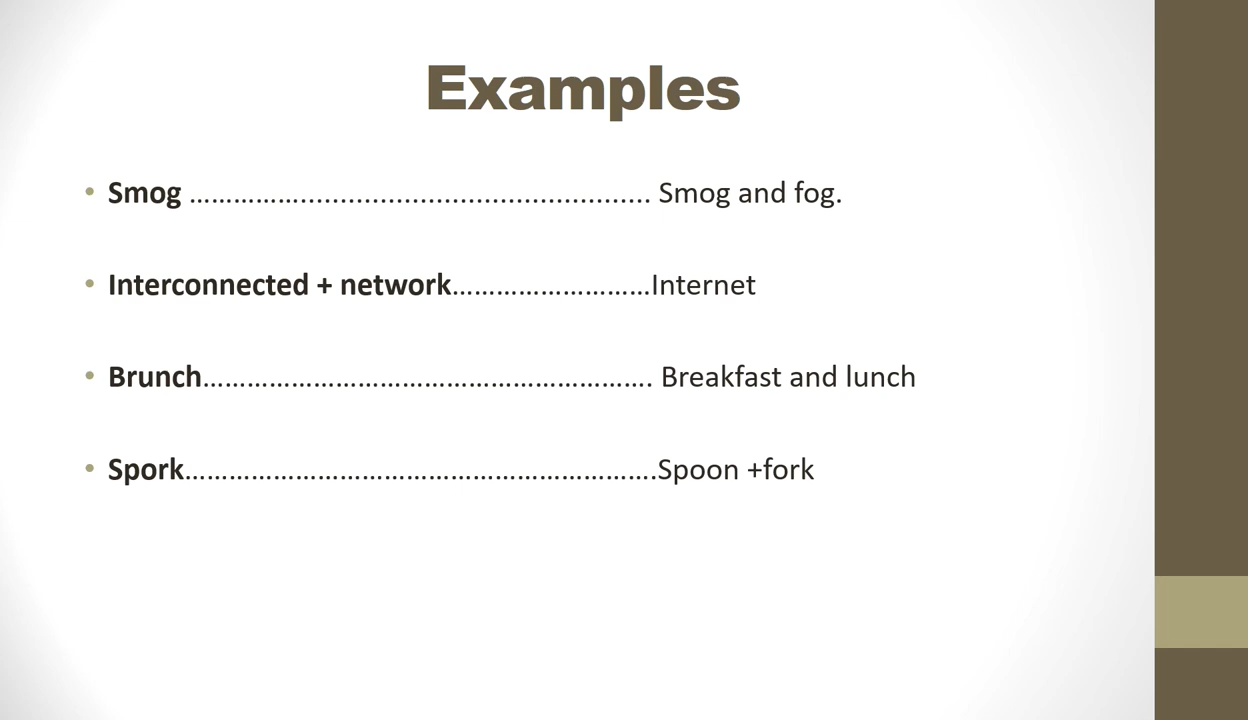 Examples
• Smog …………................................................. Smog and fog.
• Interconnected + network………………………Internet
• Brunch……………………………………………………. Breakfast and lunch
• Spork……………………………………………………….Spoon +fork